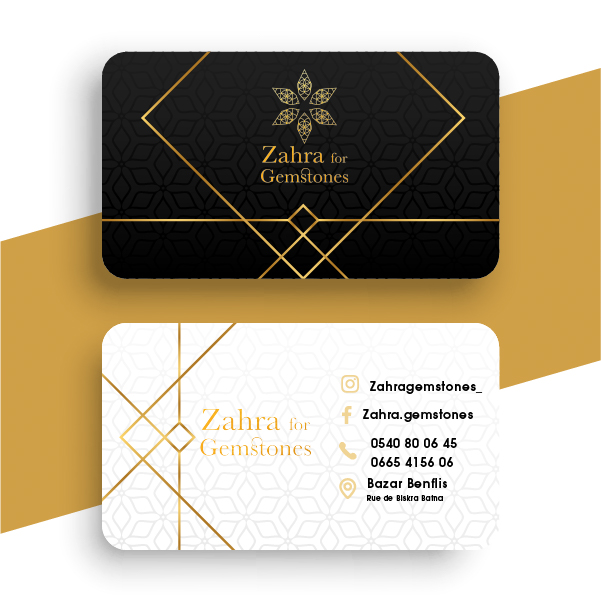 Zahra for
Gemstones
Zahra for
Gemstones
Zahragemstones_
Zahra.gemstones
0540 80 06 45
0665 4156 06
Bazar Benflis
Rue de Biskra Batna